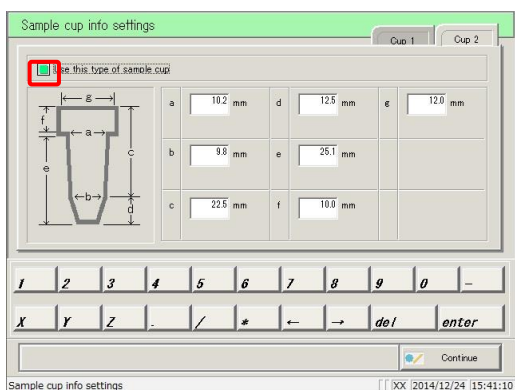 Sample cup info settings
Cup 1
Cup 2
Use this type of sample cup
g
f
a
c
e
b
d
a 10.2 mm d 12.5 mm g 12.0 mm
b 9.8 mm e 25.1 mm
c 22.5 mm f 10.0 mm
1 2 3 4 5 6 7 8 9 0 -
X Y Z . / * ← → del enter
Continue
Sample cup info settings XX 2014/12/24 15:41:10